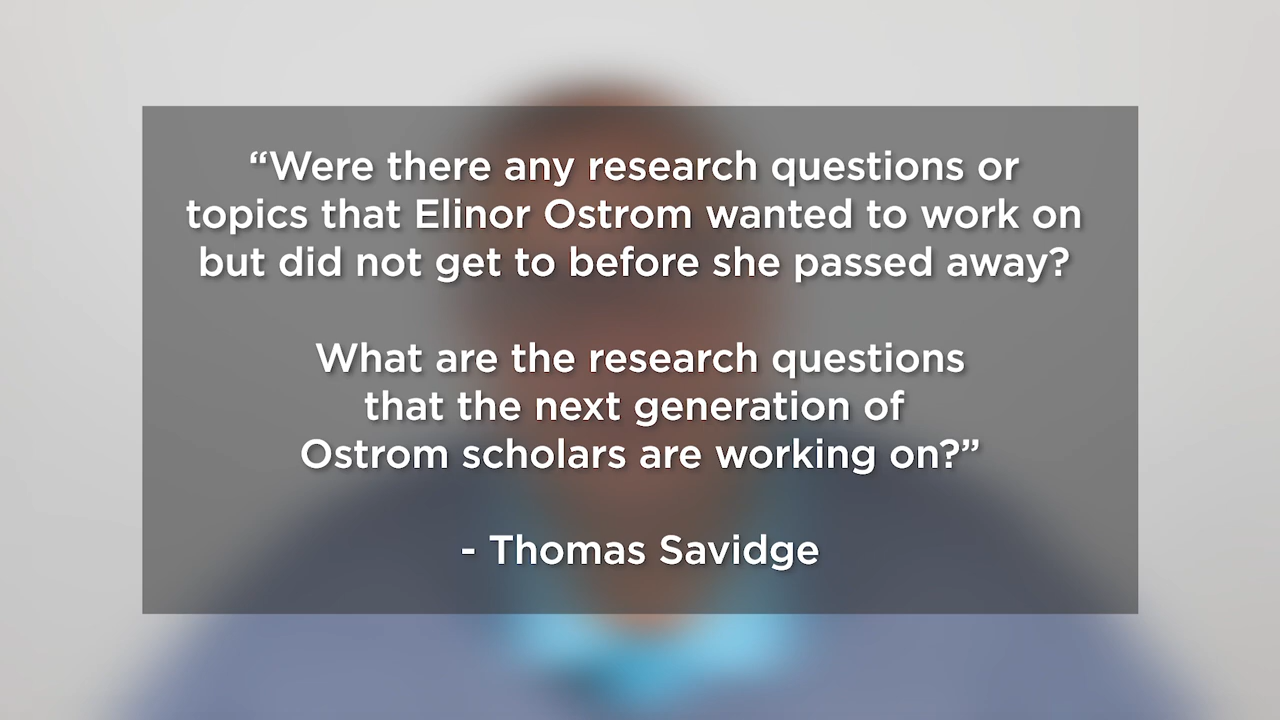 “Were there any research questions or
topics that Elinor Ostrom wanted to work on
but did not get to before she passed away?
What are the research questions
that the next generation of
Ostrom scholars are working on?”
- Thomas Savidge